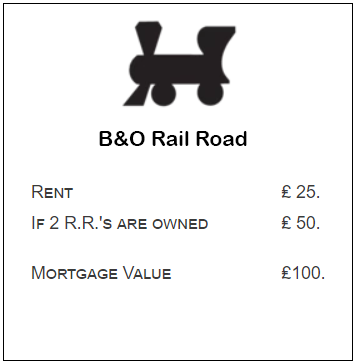 B&O Rail Road
Rent ₤ 25.
If 2 R.R.'s are owned ₤ 50.
Mortgage Value ₤100.